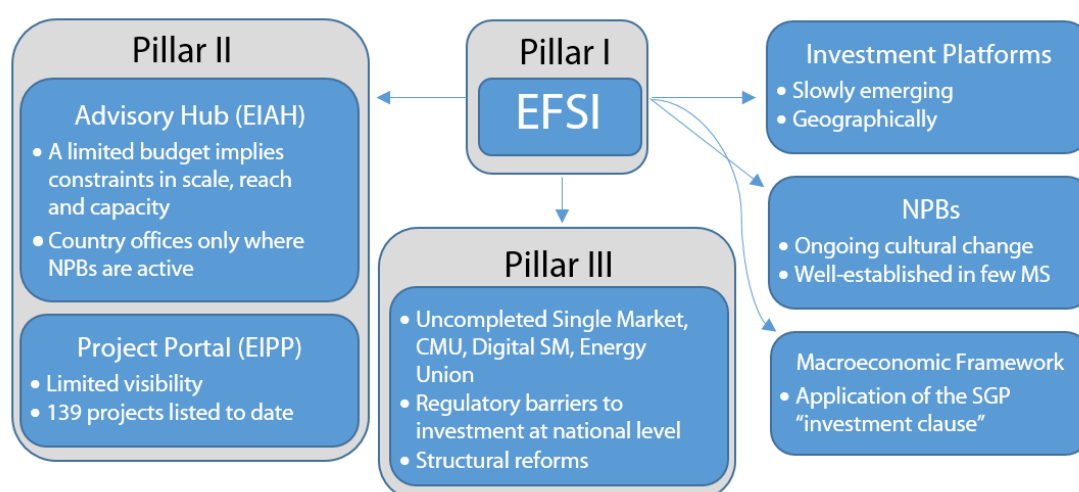 Pillar II
Advisory Hub (EIAH)
• A limited budget implies
constraints in scale, reach
and capacity
• Country offices only where
NPBs are active
Project Portal (EIPP)
• Limited visibility
• 139 projects listed to date
Pillar I
EFSI
Pillar III
• Uncompleted Single Market,
CMU, Digital SM, Energy
Union
• Regulatory barriers to
investment at national level
• Structural reforms
Investment Platforms
• Slowly emerging
• Geographically
NPBs
• Ongoing cultural change
• Well-established in few MS
Macroeconomic Framework
• Application of the SGP
“investment clause”